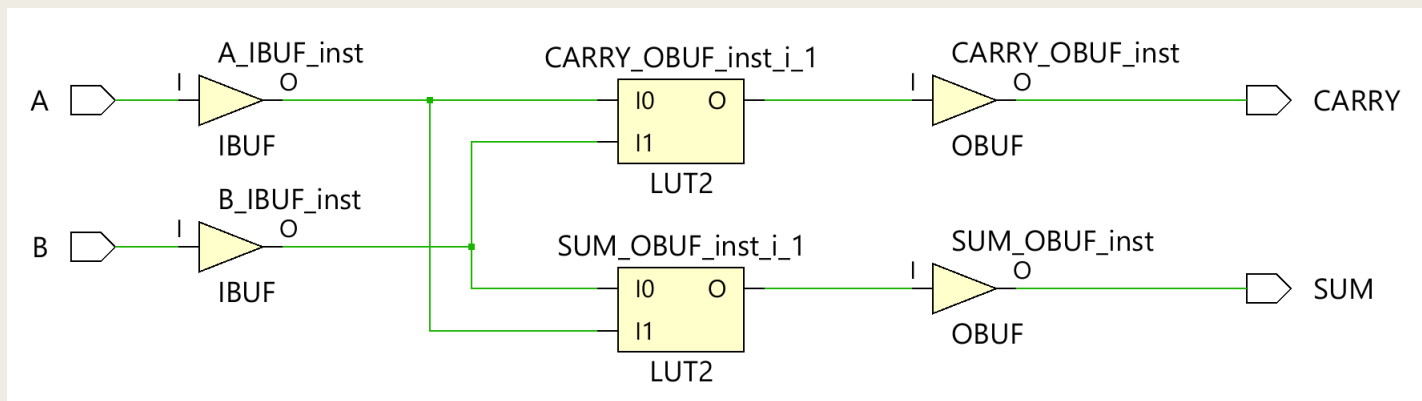 A_IBUF_inst
CARRY_OBUF_inst_i_1
CARRY_OBUF_inst
A
I
O
I0
O
I
O
CARRY
IBUF
I1
OBUF
LUT2
B_IBUF_inst
B
I
O
SUM_OBUF_inst_i_1
SUM_OBUF_inst
IBUF
I0
O
I
O
SUM
I1
OBUF
LUT2